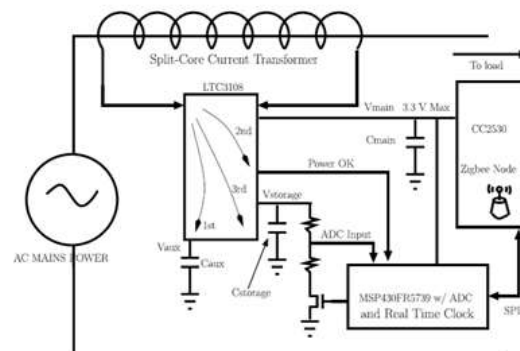 Split-Core Current Transformer
To load
LTC3108
Vmain 3.3 V Max
2nd
Cmain
CC2530
Zigbee Node
Power OK
3rd
Vstorage
1st
ADC Input
Vaux
Caux
AC MAINS POWER
Cstotage
MSP430FR5739 w/ ADC
and Real Time Clock
SPI